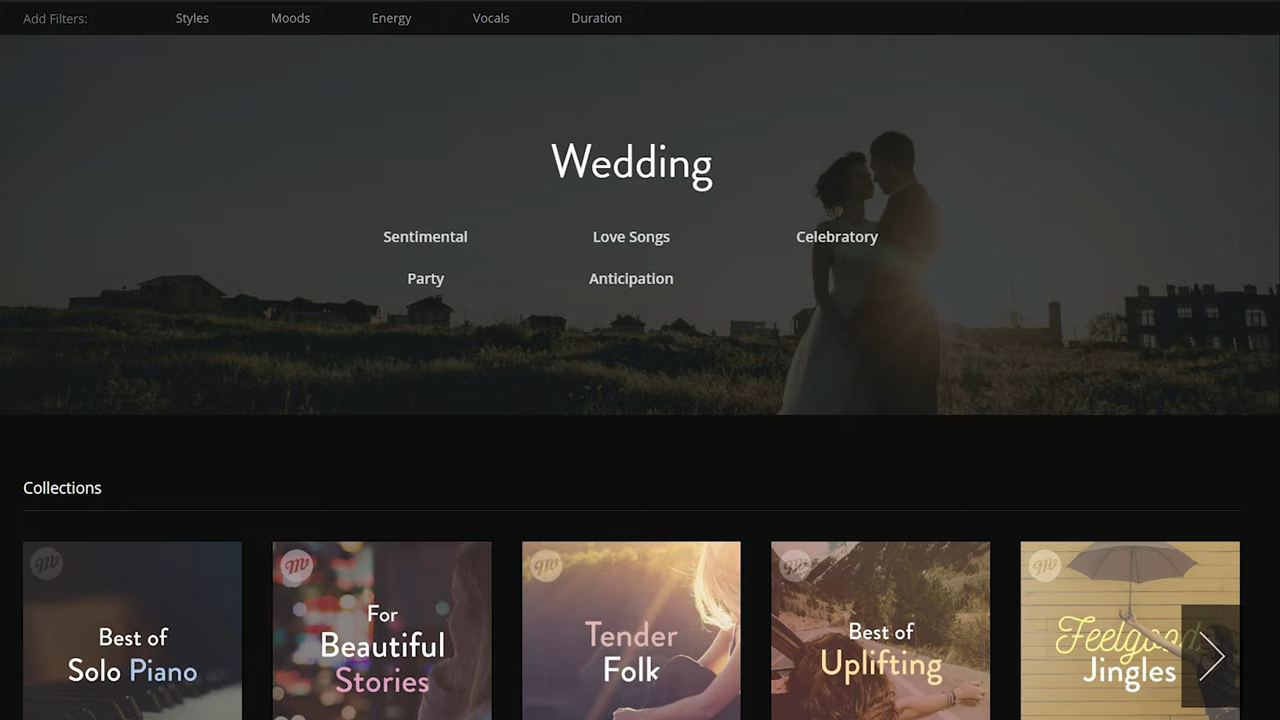 Add Filters:
Styles
Moods
Energy
Vocals
Duration
Wedding
Sentimental
Love Songs
Celebratory
Party
Anticipation
Collections
Best of
Solo Piano
For
Beautiful
Stories
Tender
Folk
Best of
Uplifting
Feelgood
Jingles